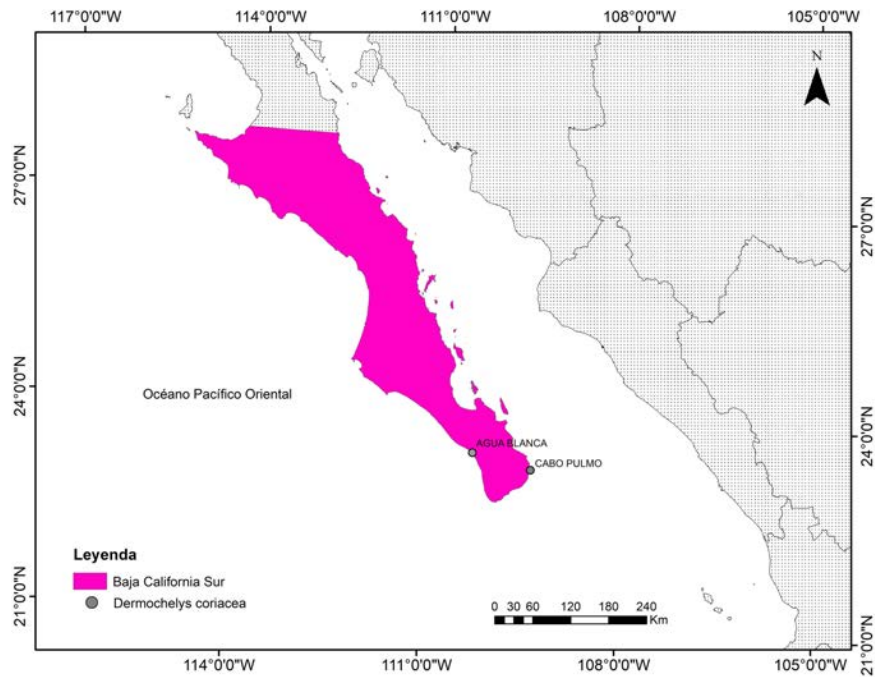 117°0'0"W
114°0'0"W
111°0'0"W
108°0'0"W
105°0'0"W
N
27°0'0"N
27°0'0"N
24°0'0"N
Océano Pacífico Oriental
24°0'0"N
AGUA BLANCA
CABO PULMO
Leyenda
Baja California Sur
Dermochelys coriacea
21°0'0"N
0 30 60 120 180 240
Km
21°0'0"N
114°0'0"W
111°0'0"W
108°0'0"W
105°0'0"W